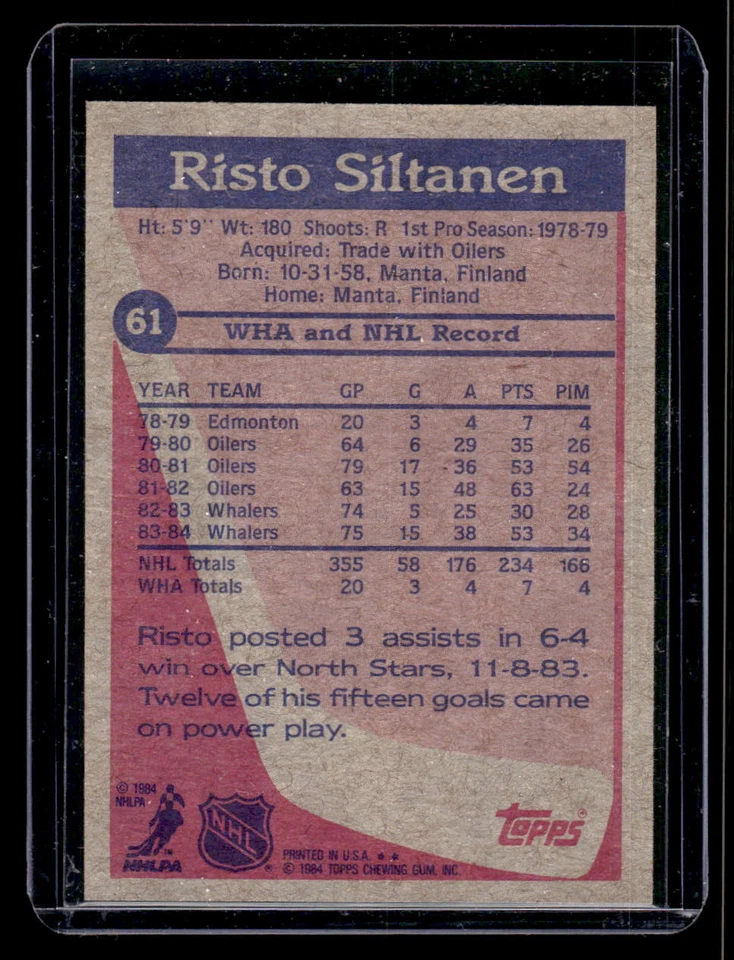 Risto Siltanen
Ht: 5'9" Wt: 180 Shoots: R 1st Pro Season: 1978-79
Acquired: Trade with Oilers
Born: 10-31-58, Manta, Finland
Home: Manta, Finland
61
WHA and NHL Record
YEAR TEAM GP G A PTS PIM
78-79 Edmonton 20 3 4 7 4
79-80 Oilers 64 6 29 35 26
80-81 Oilers 79 17 36 53 54
81-82 Oilers 63 15 48 63 24
82-83 Whalers 74 5 25 30 28
83-84 Whalers 75 15 38 53 34
NHL Totals 355 58 176 234 166
WHA Totals 20 3 4 7 4
Risto posted 3 assists in 6-4
win over North Stars, 11-8-83.
Twelve of his fifteen goals came
on power play.
© 1984
NHLPA
NHLPA
NHL
®
PRINTED IN U.S.A. **
© 1984 TOPPS CHEWING GUM, INC.
TOPPS®